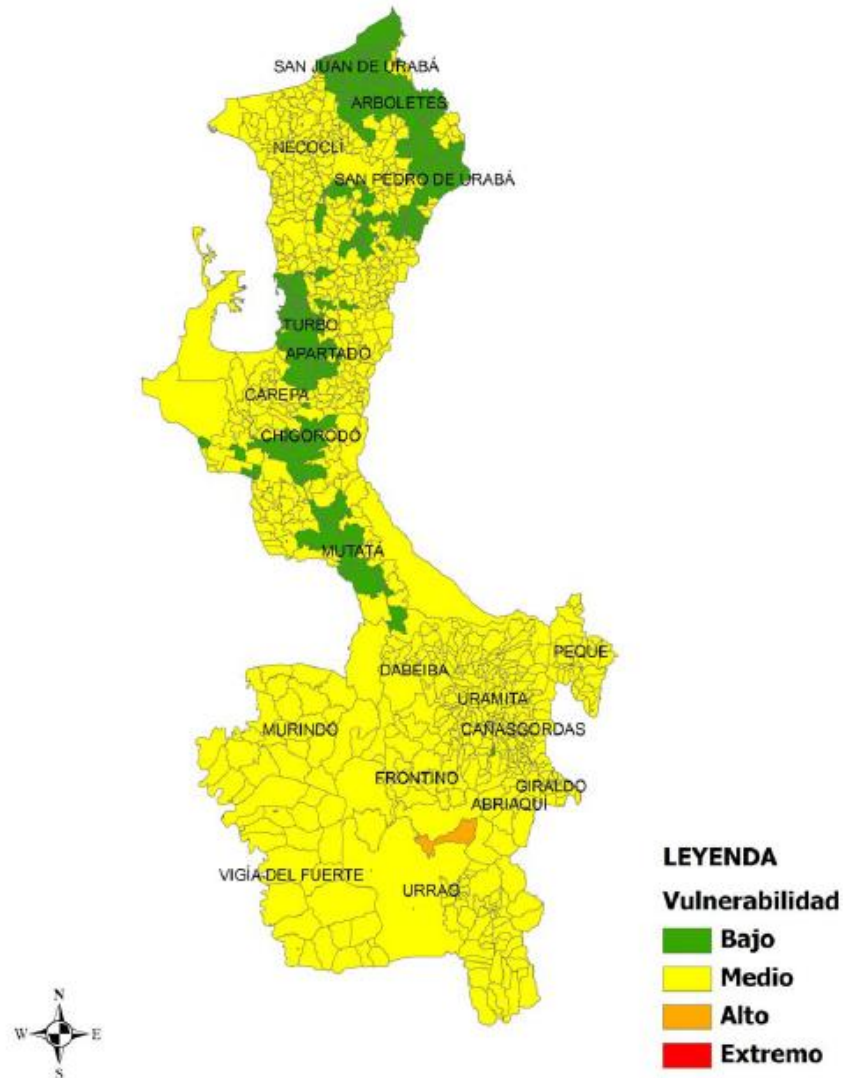 SAN JUAN DE URABÁ
ARBOLETES
NECOCLÍ
SAN PEDRO DE URABÁ
TURBO
APARTADÓ
CAREPA
CHIGORODÓ
MUTATÁ
PEQUE
DABEIBA
URAMITA
MURINDÓ
CAÑASGORDAS
FRONTINO
GIRALDO
ABRIAQUÍ
VIGÍA DEL FUERTE
URRAO
LEYENDA
Vulnerabilidad
Bajo
Medio
Alto
Extremo
N
W E
S